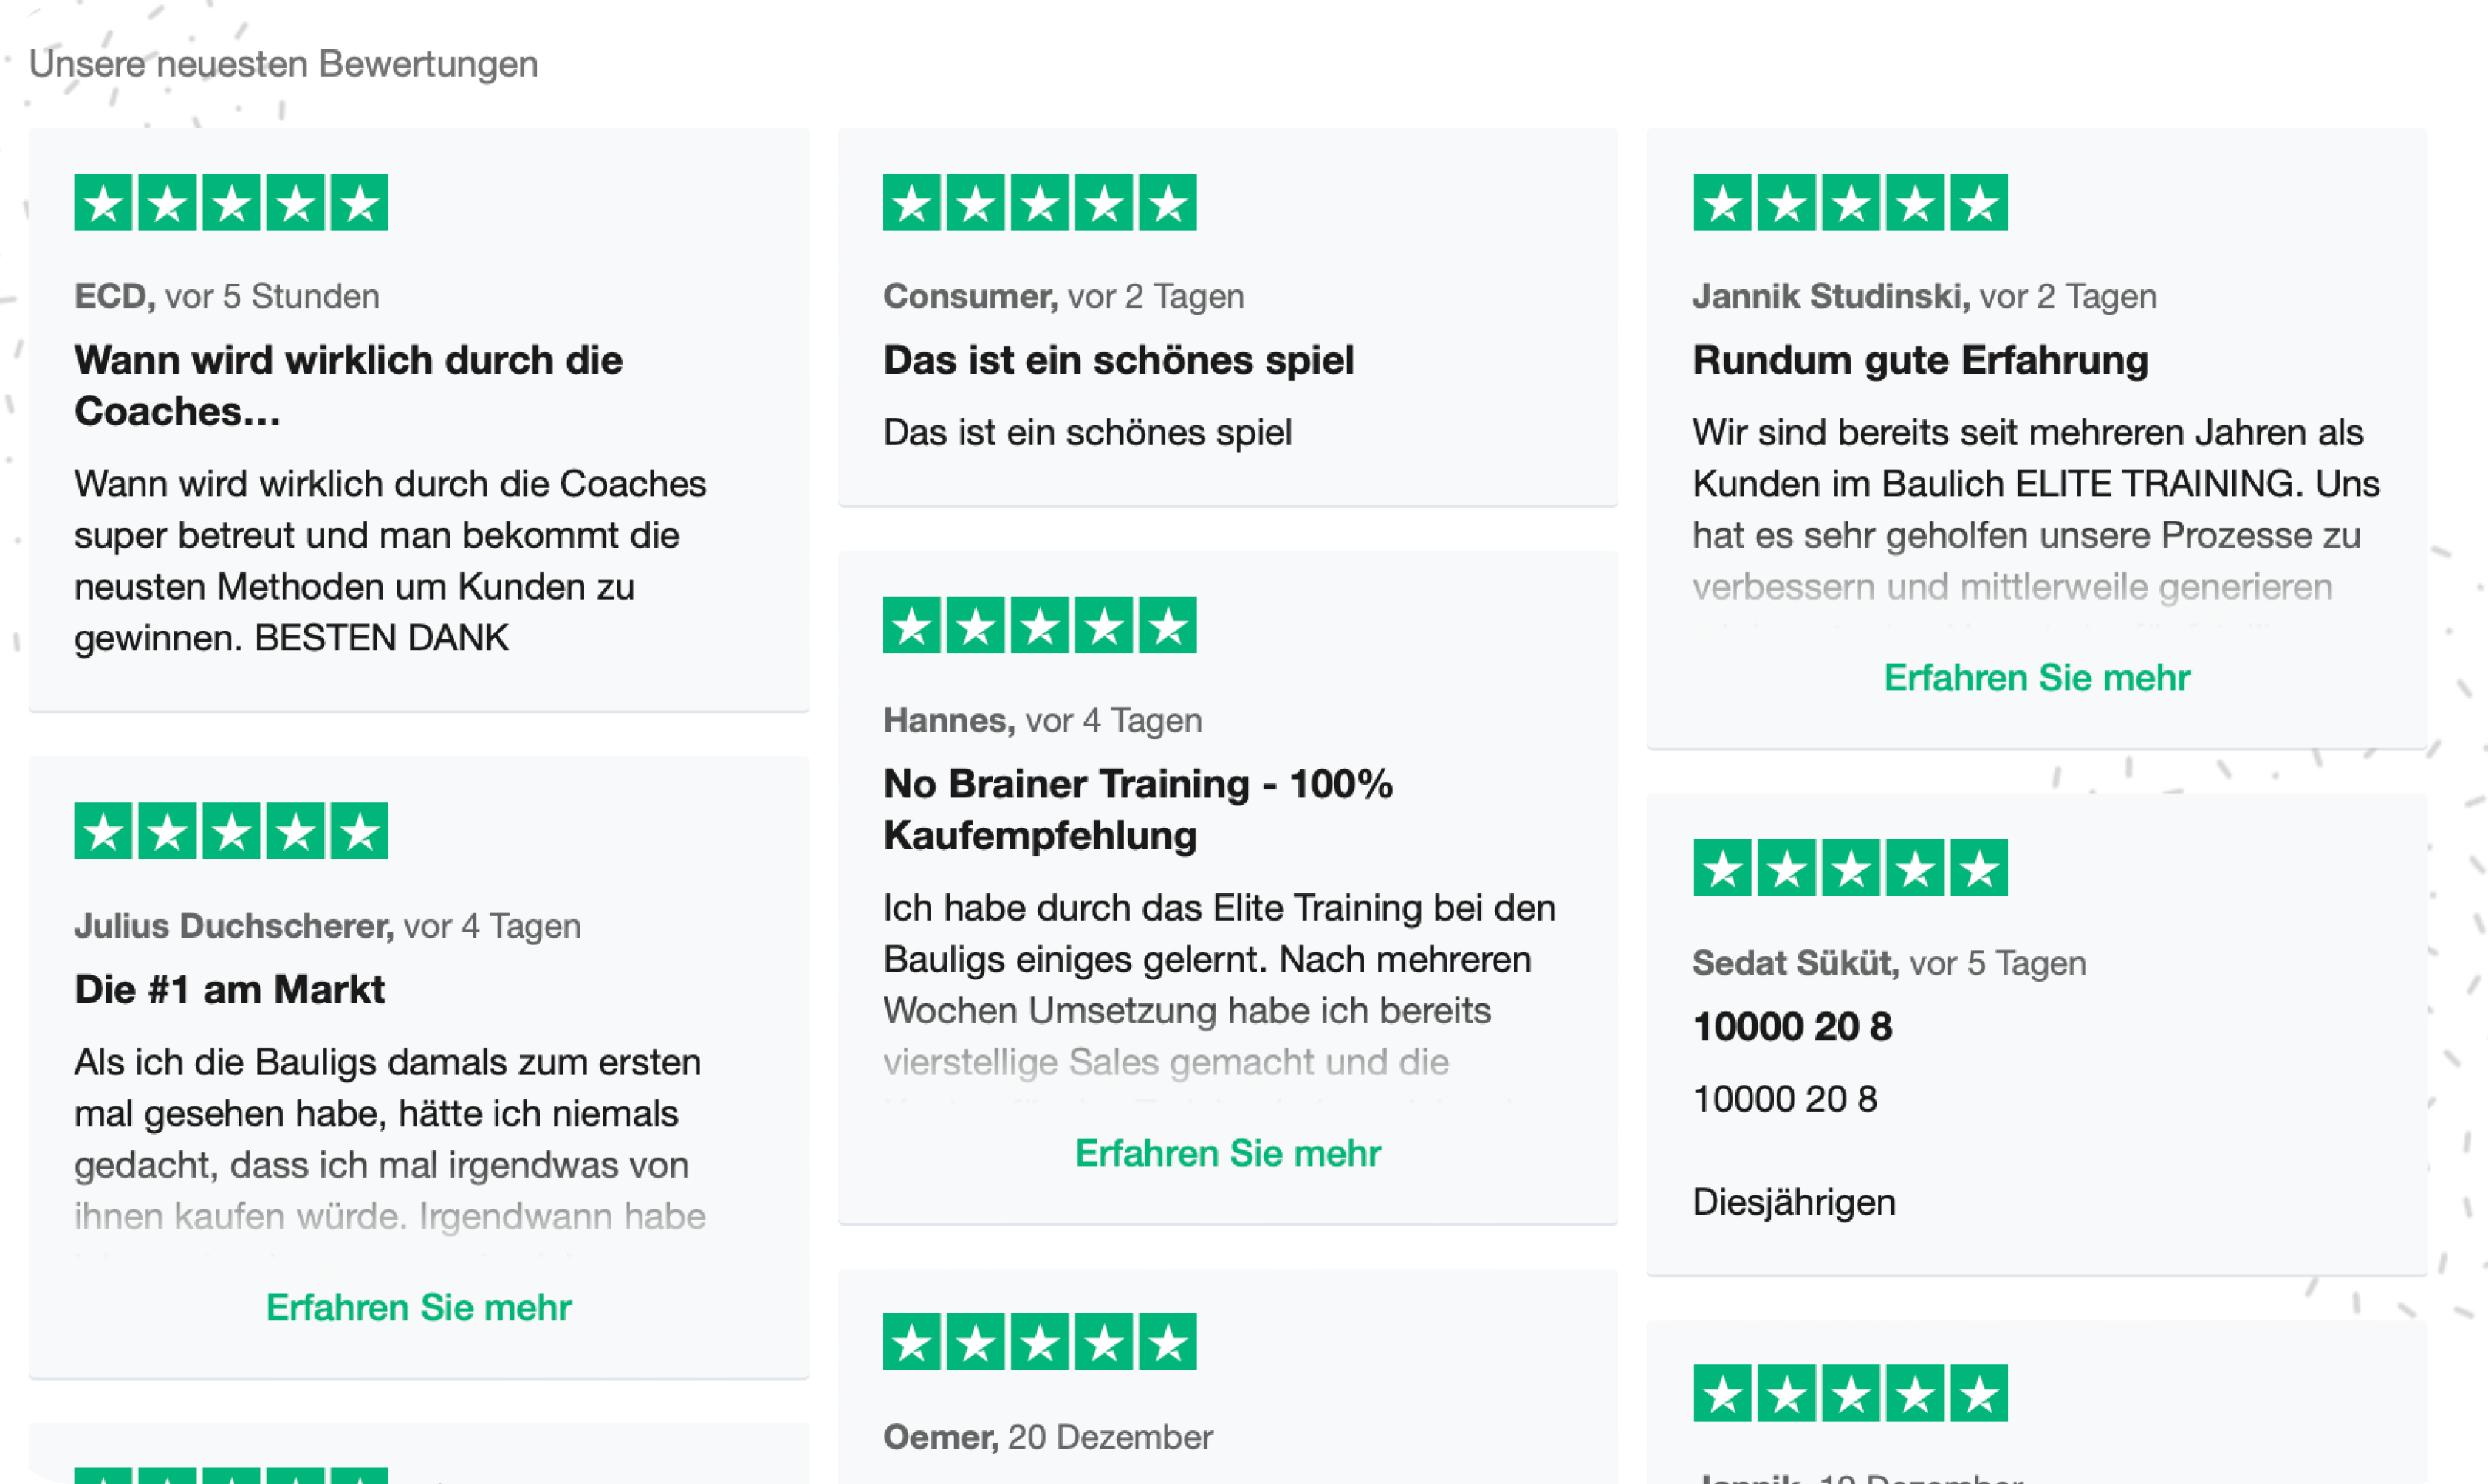 Unsere neuesten Bewertungen
ECD, vor 5 Stunden
Wann wird wirklich durch die
Coaches...
Wann wird wirklich durch die Coaches
super betreut und man bekommt die
neusten Methoden um Kunden zu
gewinnen. BESTEN DANK
Julius Duchscherer, vor 4 Tagen
Die #1 am Markt
Als ich die Bauligs damals zum ersten
mal gesehen habe, hätte ich niemals
gedacht, dass ich mal irgendwas von
ihnen kaufen würde. Irgendwann habe
Erfahren Sie mehr
Consumer, vor 2 Tagen
Das ist ein schönes spiel
Das ist ein schönes spiel
Hannes, vor 4 Tagen
No Brainer Training - 100%
Kaufempfehlung
Ich habe durch das Elite Training bei den
Bauligs einiges gelernt. Nach mehreren
Wochen Umsetzung habe ich bereits
vierstellige Sales gemacht und die
Erfahren Sie mehr
Oemer, 20 Dezember
Jannik Studinski, vor 2 Tagen
Rundum gute Erfahrung
Wir sind bereits seit mehreren Jahren als
Kunden im Baulich ELITE TRAINING. Uns
hat es sehr geholfen unsere Prozesse zu
verbessern und mittlerweile generieren
Erfahren Sie mehr
Sedat Süküt, vor 5 Tagen
10000 20 8
10000 20 8
Diesjährigen